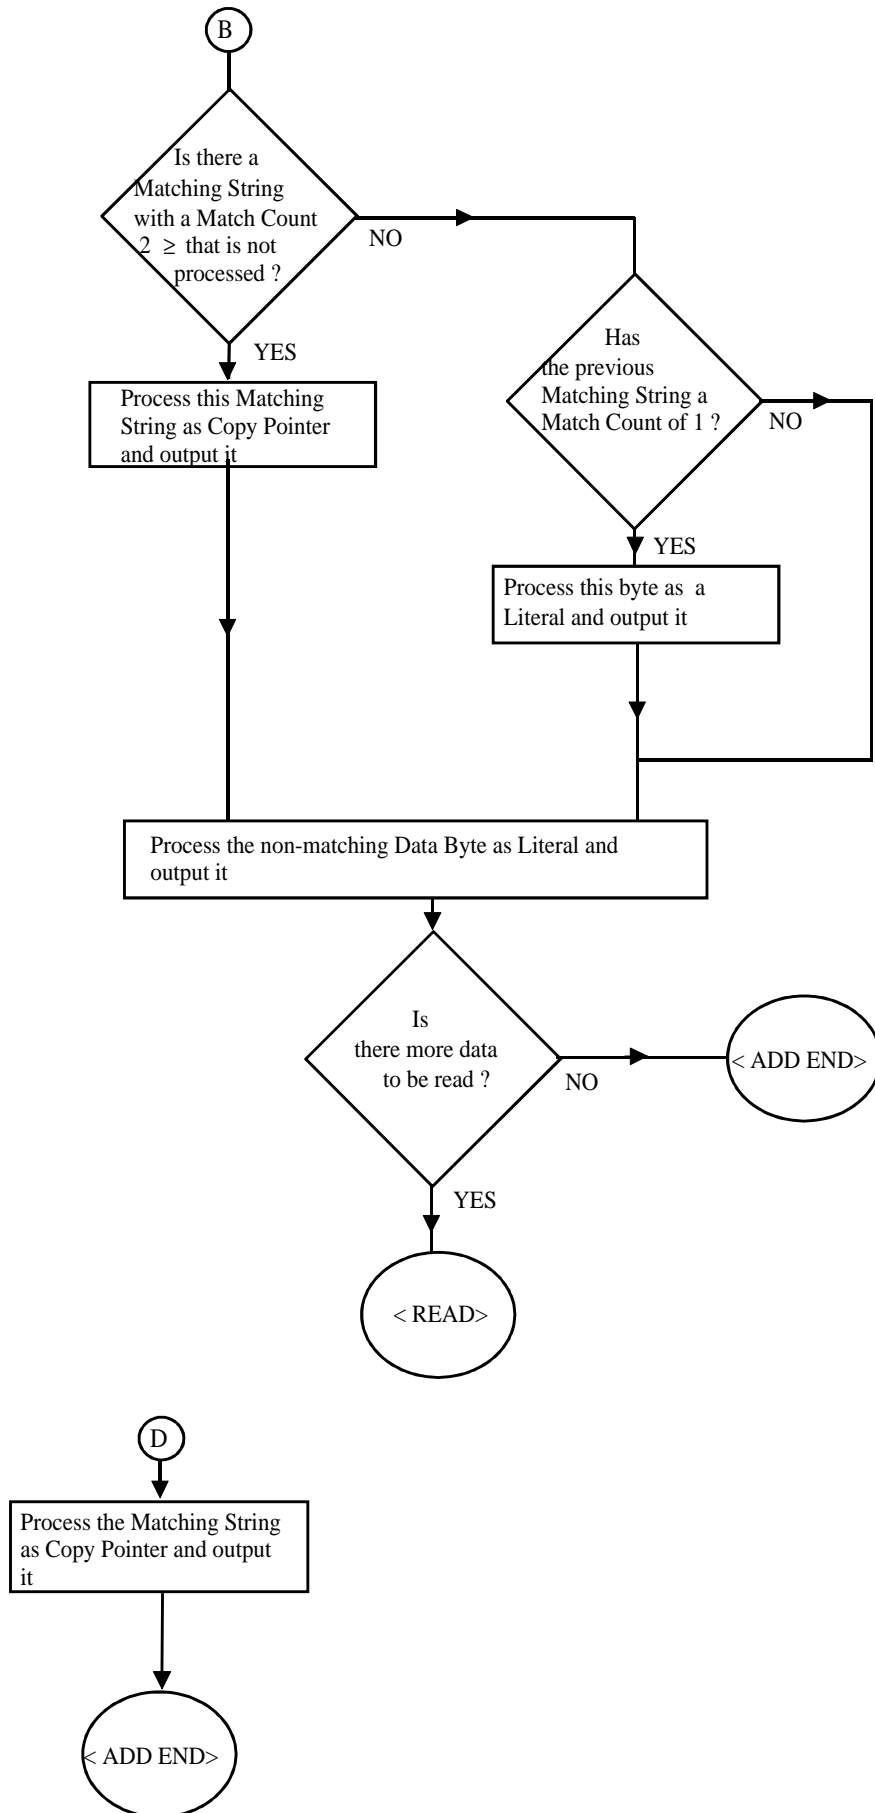 B
Is there a
Matching String
with a Match Count
2 ≥ that is not
processed ?
NO
YES
Process this Matching
String as Copy Pointer
and output it
Has
the previous
Matching String a
Match Count of 1 ?
NO
YES
Process this byte as a
Literal and output it
Process the non-matching Data Byte as Literal and
output it
Is
there more data
to be read ?
NO
< ADD END>
YES
< READ>
D
Process the Matching String
as Copy Pointer and output
it
< ADD END>